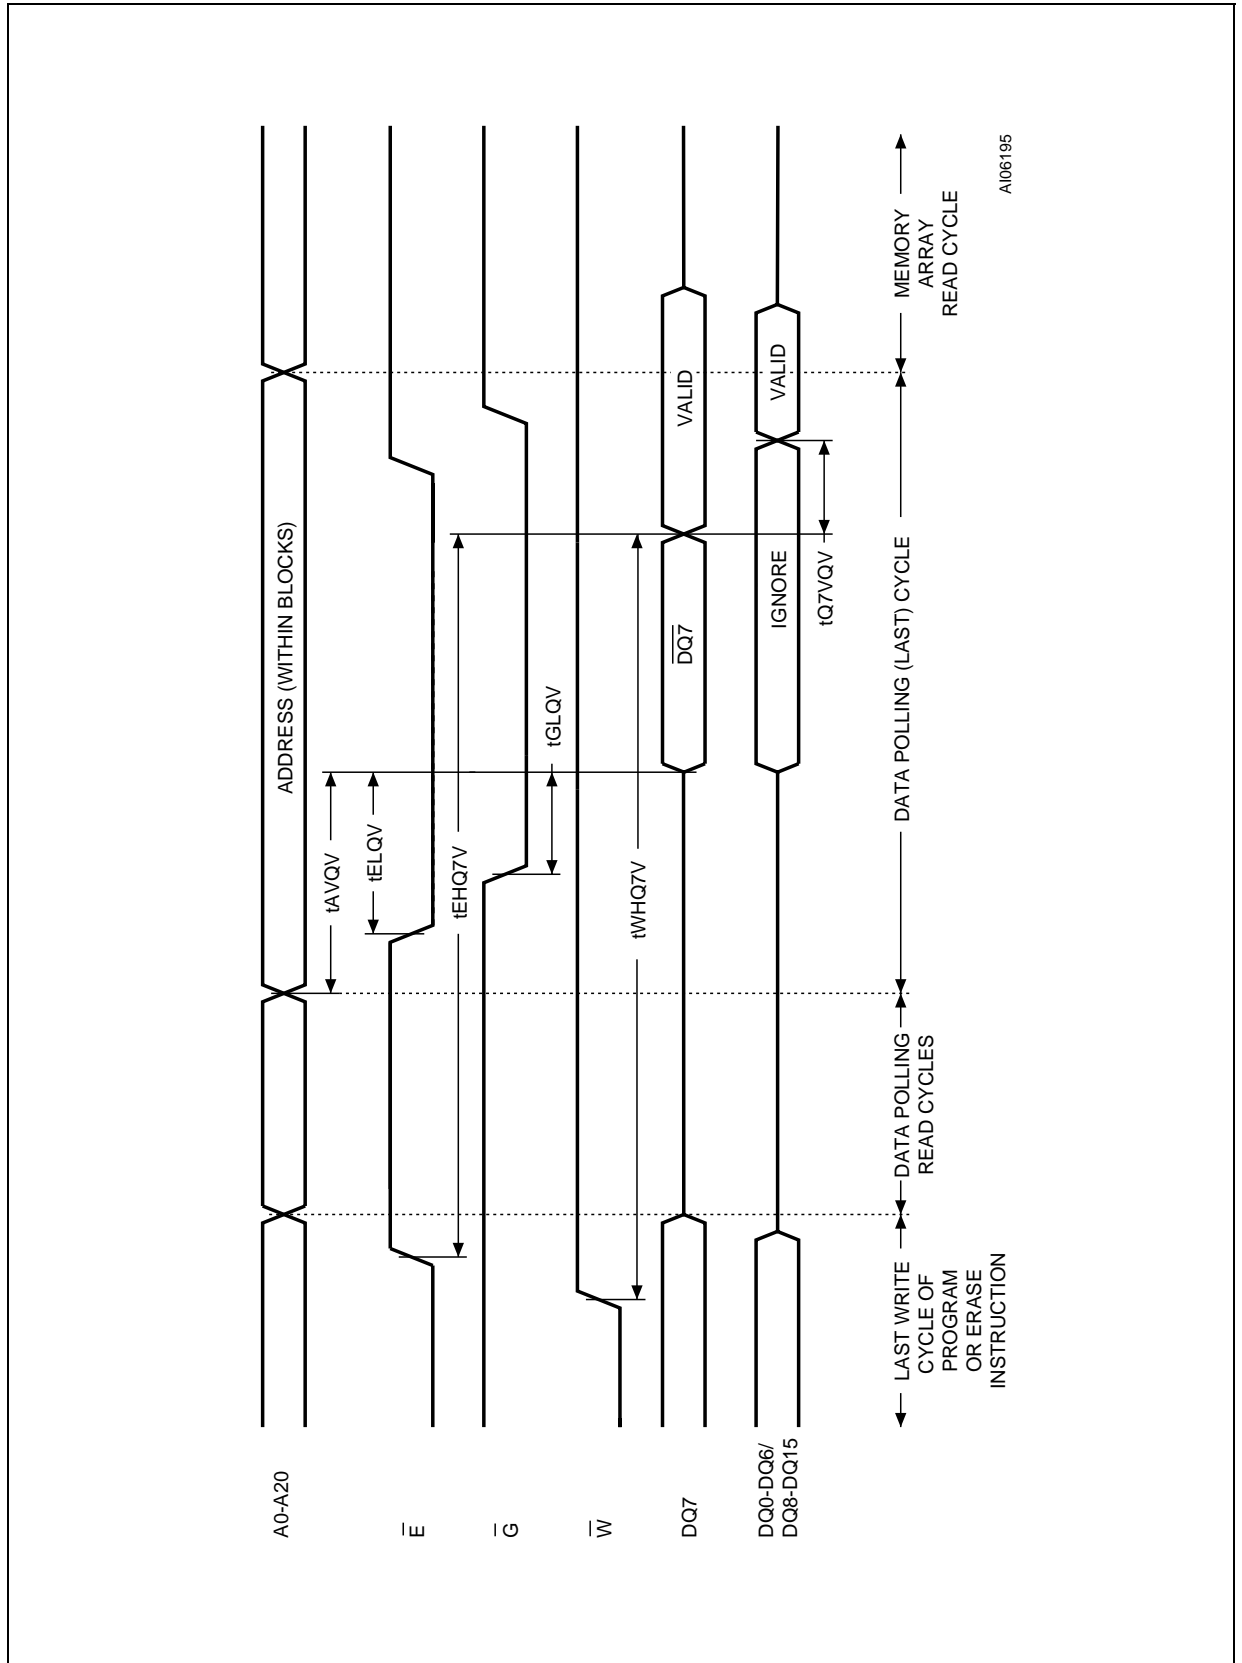 A0-A20
ADDRESS (WITHIN BLOCKS)
tAVQV
tELQV
E̅
tEHQ7V
G̅
tGLQV
W̅
tWHQ7V
DQ7
D̅Q̅7̅
VALID
DQ0-DQ6/
DQ8-DQ15
IGNORE
VALID
tQ7VQV
LAST WRITE
CYCLE OF
PROGRAM
OR ERASE
INSTRUCTION
DATA POLLING
READ CYCLES
DATA POLLING (LAST) CYCLE
MEMORY
ARRAY
READ CYCLE
AI06195